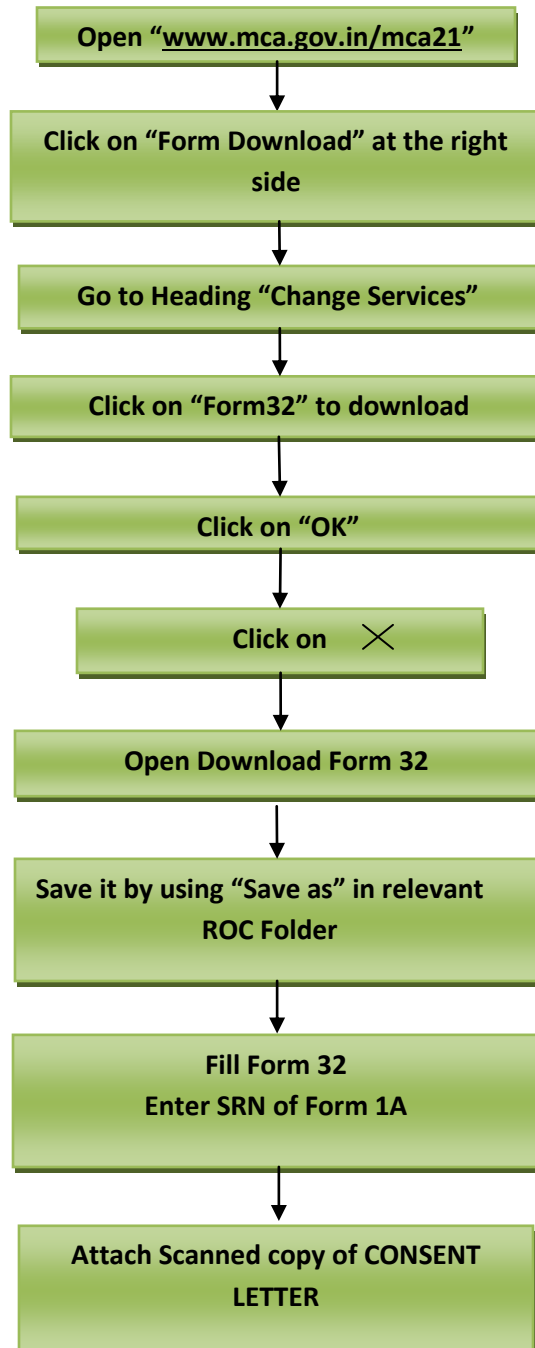 Open “www.mca.gov.in/mca21”
Click on “Form Download” at the right
side
Go to Heading “Change Services”
Click on “Form32” to download
Click on “OK”
Click on
Open Download Form 32
Save it by using “Save as” in relevant
ROC Folder
Fill Form 32
Enter SRN of Form 1A
Attach Scanned copy of CONSENT
LETTER